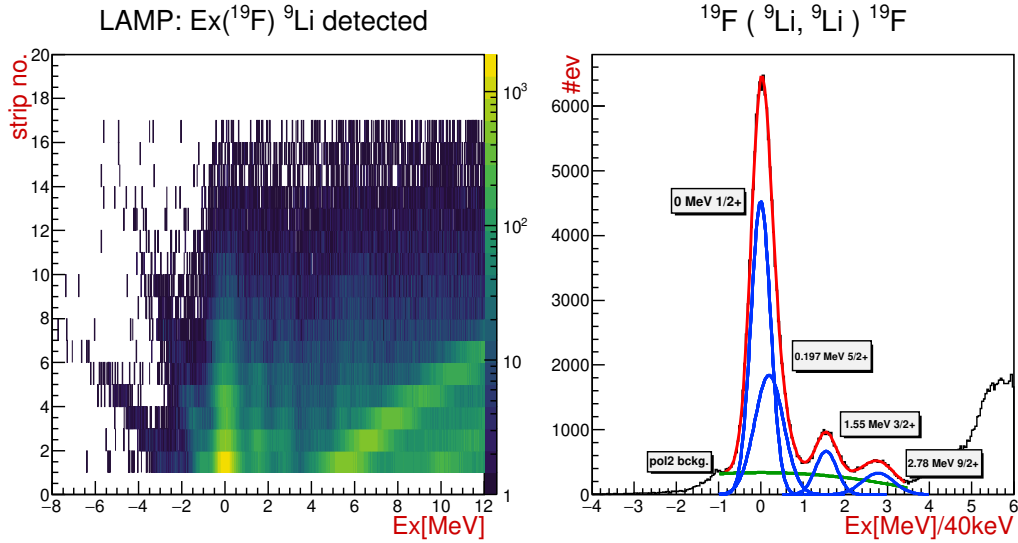 LAMP: Ex(¹⁹F) ⁹Li detected
strip no.
20
18
16
14
12
10
8
6
4
2
0
−8 −6 −4 −2 0 2 4 6 8 10 12
Ex[MeV]
10³
10²
10
1
¹⁹F ( ⁹Li, ⁹Li ) ¹⁹F
#ev
6000
5000
4000
3000
2000
1000
0
0 MeV 1/2+
0.197 MeV 5/2+
1.55 MeV 3/2+
pol2 bckg.
2.78 MeV 9/2+
−4 −3 −2 −1 0 1 2 3 4 5 6
Ex[MeV]/40keV